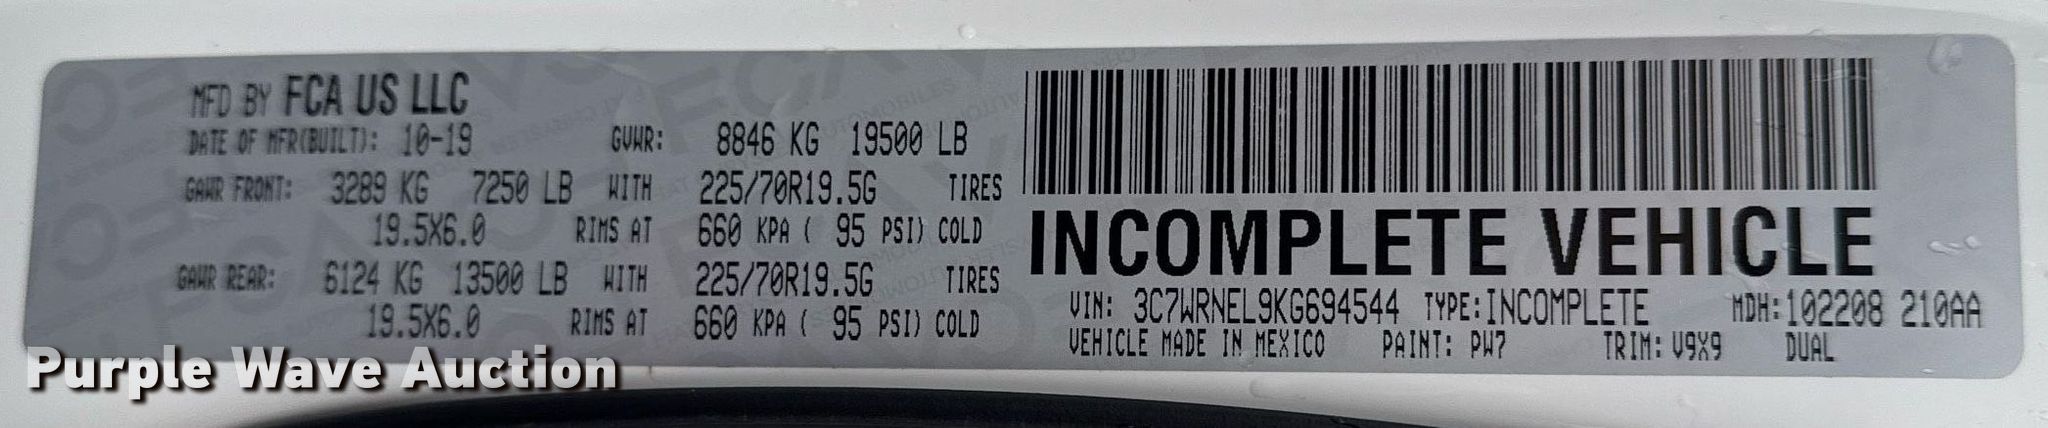 MFD BY FCA US LLC
DATE OF MFR(BUILT): 10-19 GVWR: 8846 KG 19500 LB
GAWR FRONT: 3289 KG 7250 LB WITH 225/70R19.5G TIRES
19.5X6.0 RIMS AT 660 KPA ( 95 PSI) COLD
GAWR REAR: 6124 KG 13500 LB WITH 225/70R19.5G TIRES
19.5X6.0 RIMS AT 660 KPA ( 95 PSI) COLD
INCOMPLETE VEHICLE
VIN: 3C7WRNEL9KG694544 TYPE:INCOMPLETE MDH:102208 210AA
VEHICLE MADE IN MEXICO PAINT: PW7 TRIM: V9X9 DUAL
Purple Wave Auction